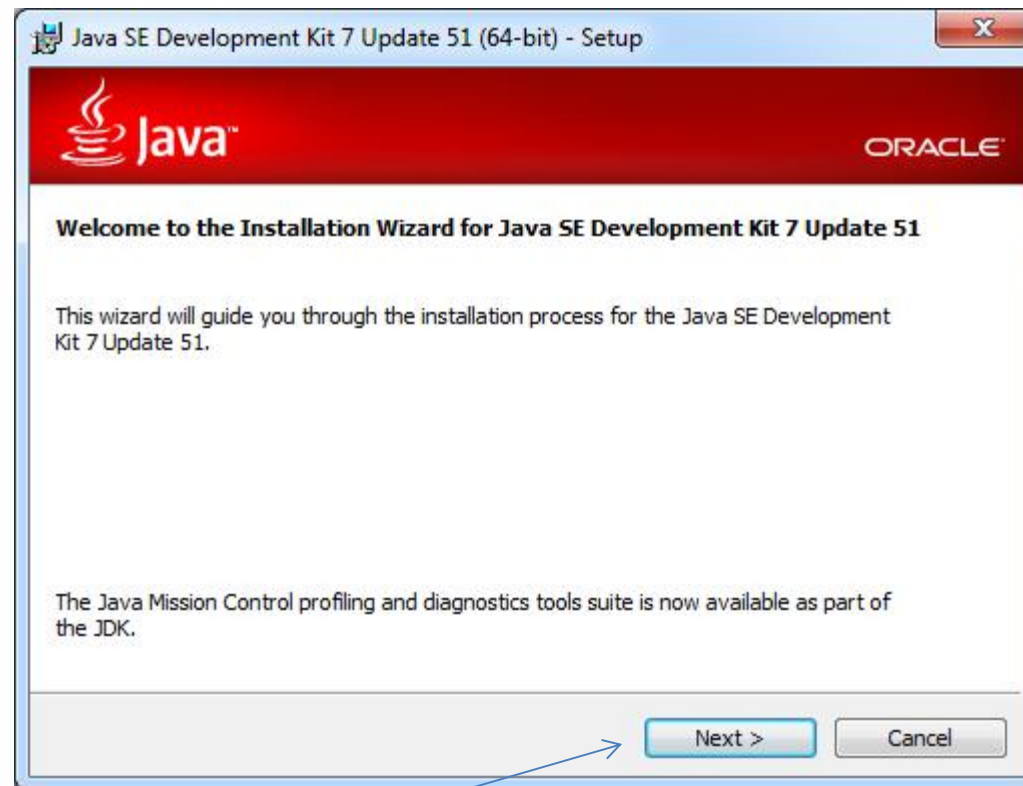 Java SE Development Kit 7 Update 51 (64-bit) - Setup
Java™
ORACLE
Welcome to the Installation Wizard for Java SE Development Kit 7 Update 51
This wizard will guide you through the installation process for the Java SE Development
Kit 7 Update 51.
The Java Mission Control profiling and diagnostics tools suite is now available as part of
the JDK.
Next >
Cancel